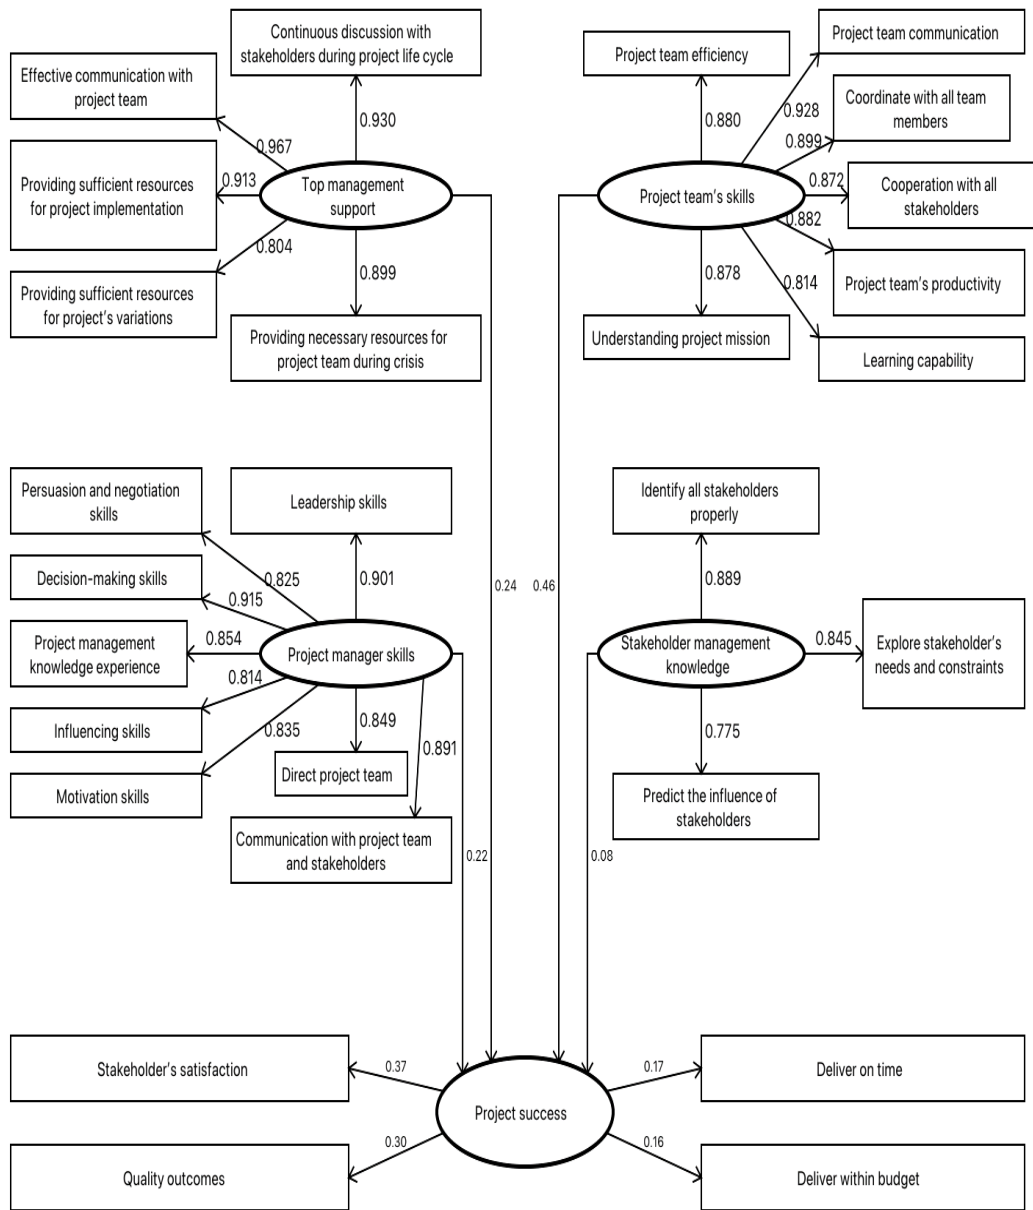 Continuous discussion with
stakeholders during project life cycle
Effective communication with
project team
0.930
0.967
Providing sufficient resources
for project implementation
0.913
Top management
support
0.804
Providing sufficient resources
for project's variations
0.899
Providing necessary resources for
project team during crisis
Project team efficiency
Project team communication
0.880
0.928
Coordinate with all team
members
0.899
Project team's skills
0.872
Cooperation with all
stakeholders
0.882
Project team's productivity
0.878
0.814
Understanding project mission
Learning capability
Persuasion and negotiation
skills
Leadership skills
Decision-making skills
0.825
0.901
0.915
Project management
knowledge experience
0.854
Project manager skills
0.814
Influencing skills
0.835
0.849
0.891
Motivation skills
Direct project team
Communication with project team
and stakeholders
0.24
0.46
0.22
0.08
Identify all stakeholders
properly
0.889
Stakeholder management
knowledge
0.845
Explore stakeholder's
needs and constraints
0.775
Predict the influence of
stakeholders
Stakeholder's satisfaction
0.37
0.17
Deliver on time
Project success
Quality outcomes
0.30
0.16
Deliver within budget